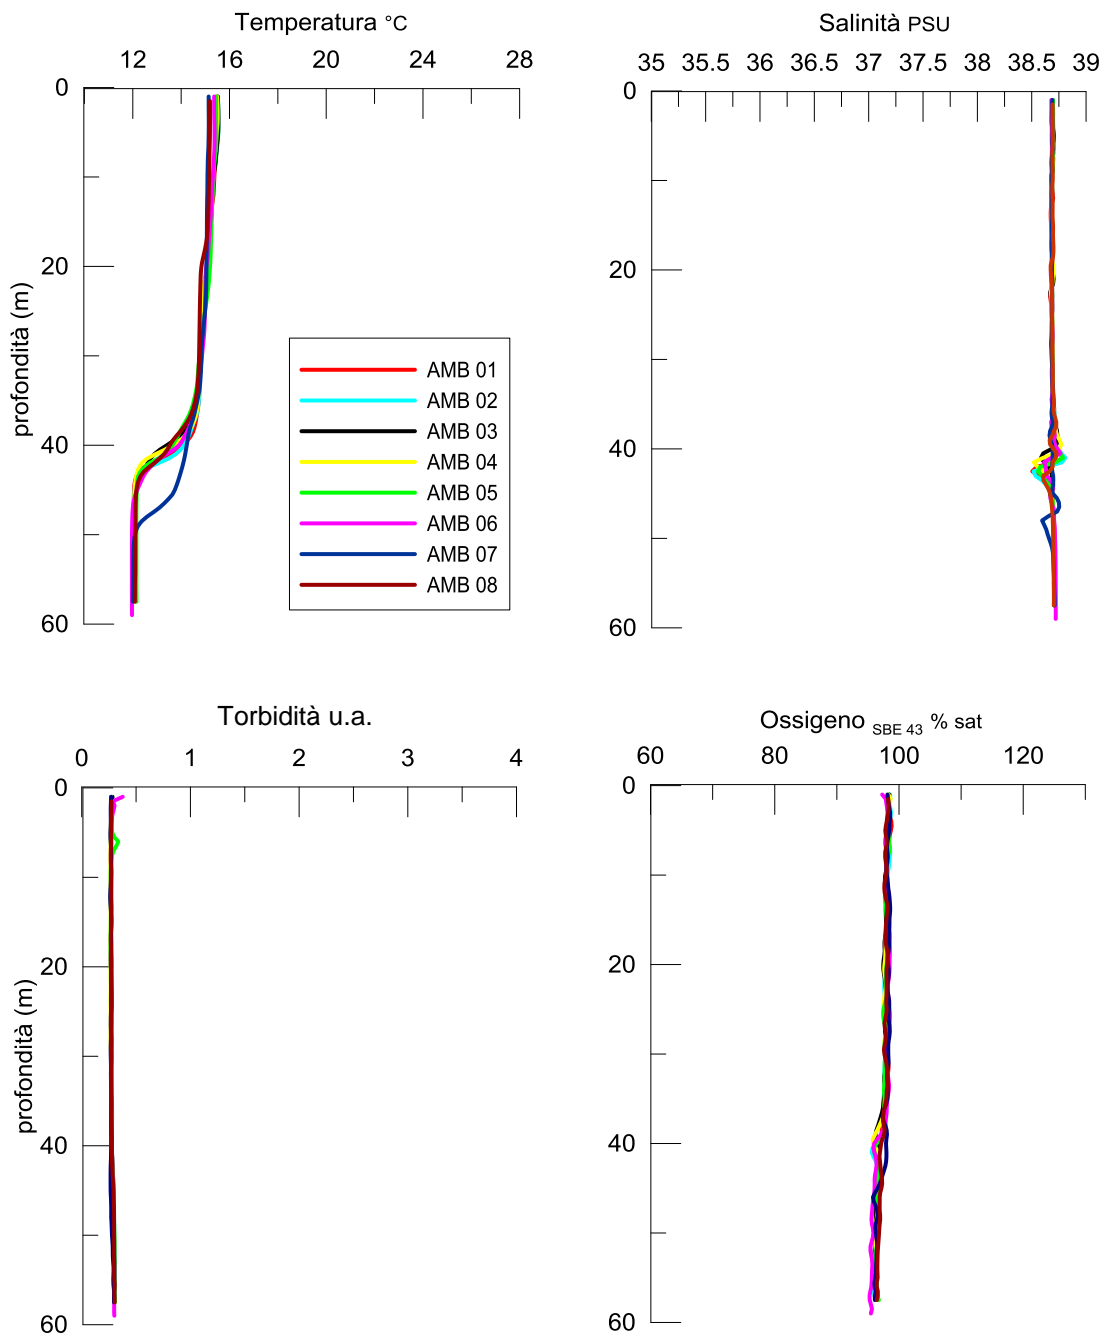 Temperatura °C
12 16 20 24 28
0
20
40
60
profondità (m)
AMB 01
AMB 02
AMB 03
AMB 04
AMB 05
AMB 06
AMB 07
AMB 08
Salinità PSU
35 35.5 36 36.5 37 37.5 38 38.5 39
0
20
40
60
Torbidità u.a.
0 1 2 3 4
0
20
40
60
profondità (m)
Ossigeno SBE 43 % sat
60 80 100 120
0
20
40
60